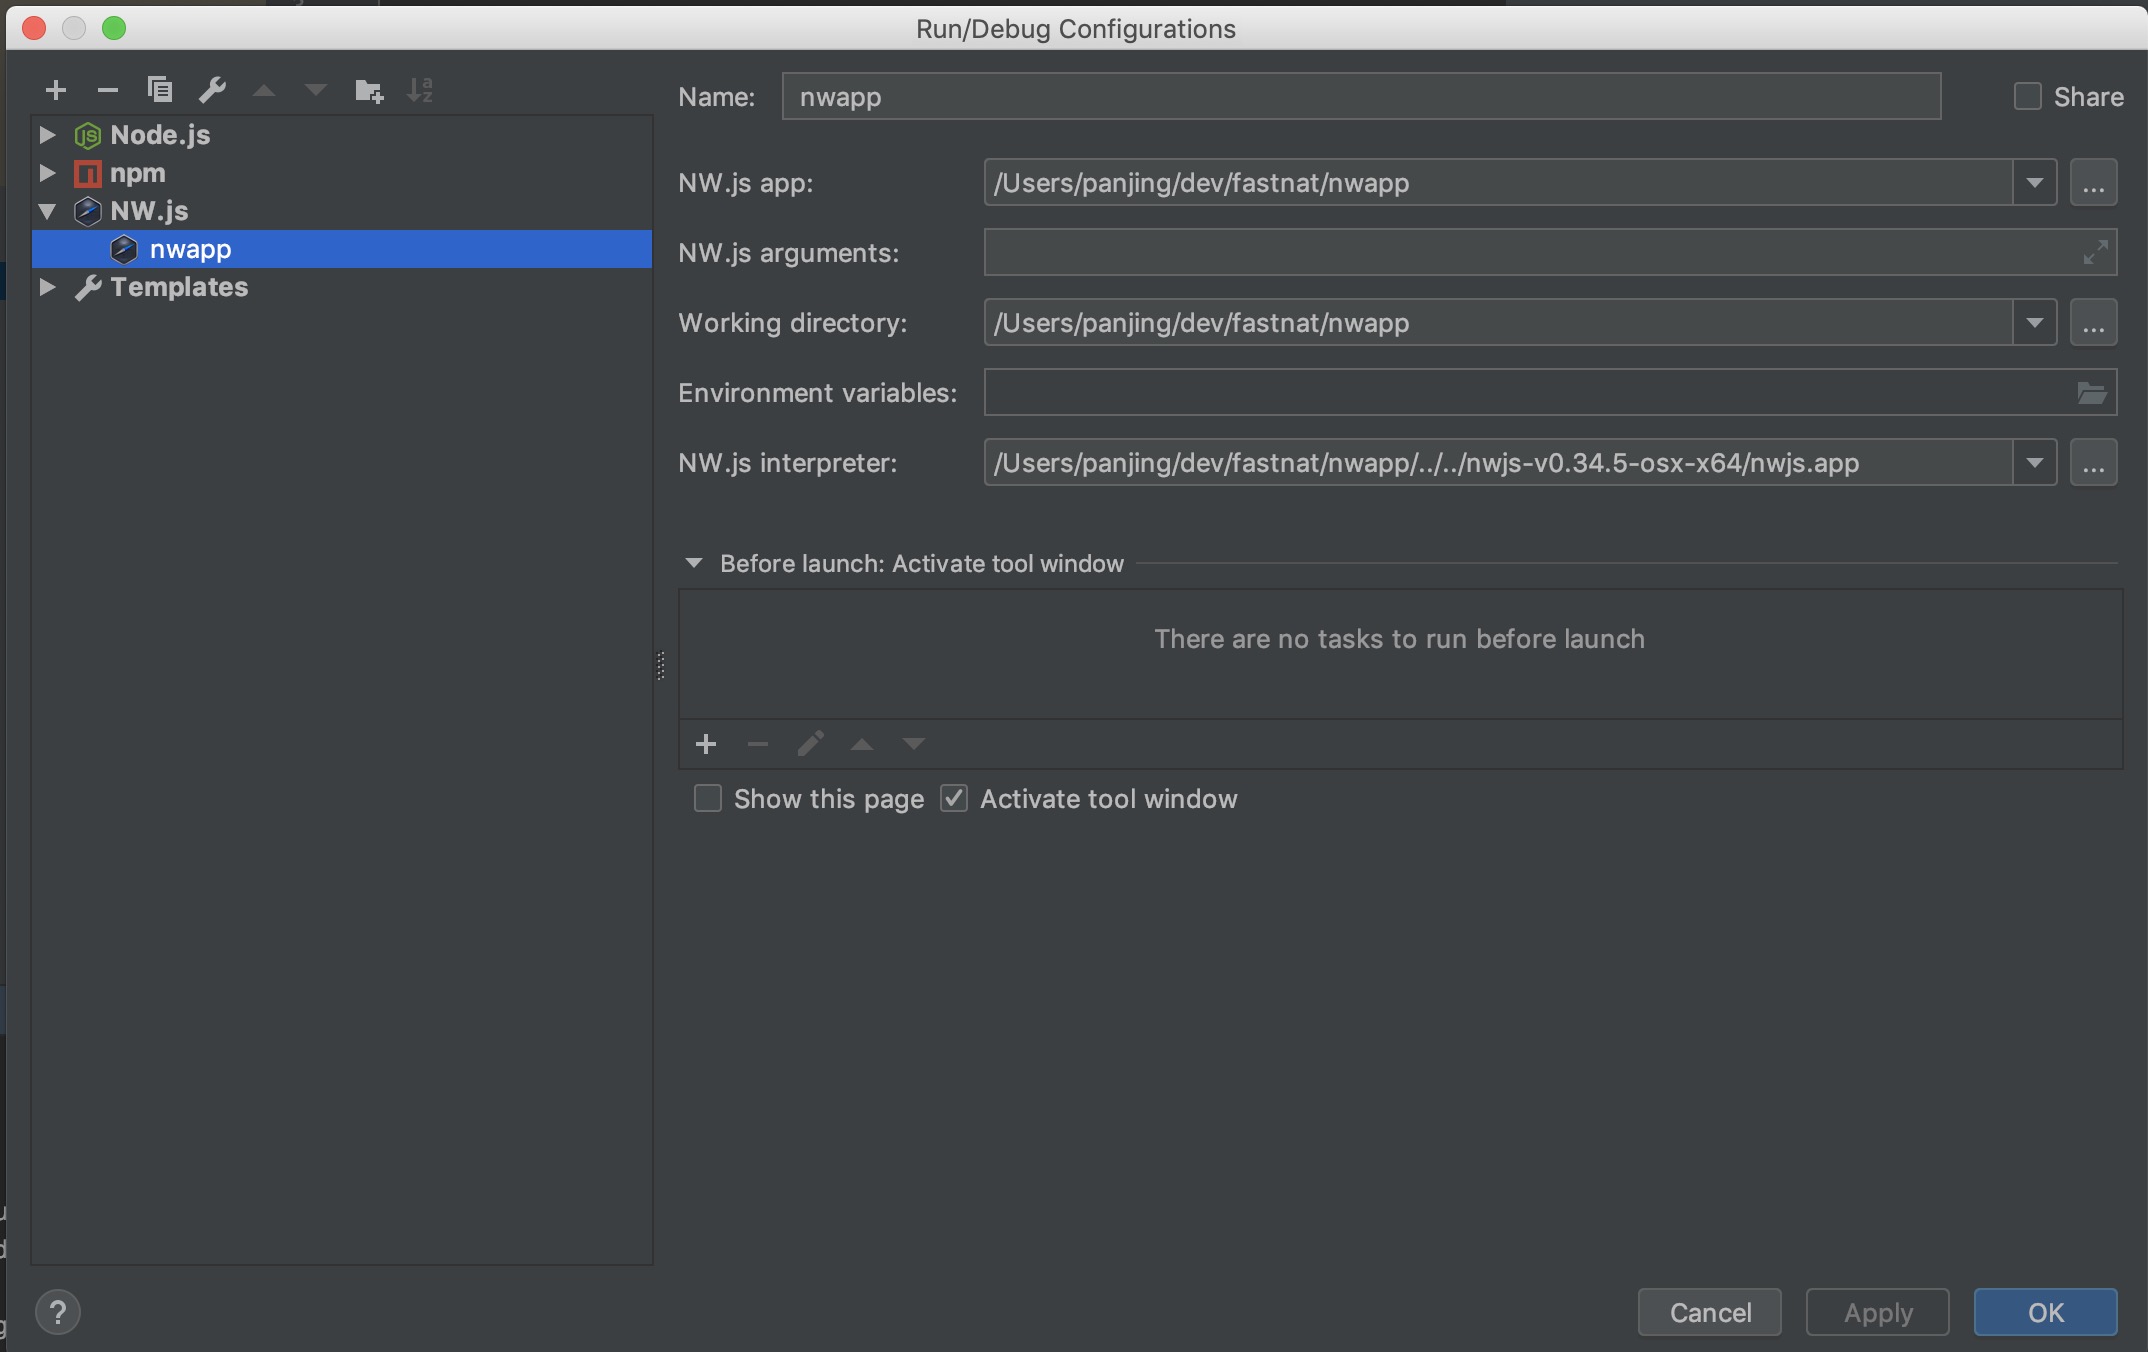 Run/Debug Configurations
Name: nwapp Share
Node.js
npm
NW.js
nwapp
Templates
NW.js app: /Users/panjing/dev/fastnat/nwapp ...
NW.js arguments:
Working directory: /Users/panjing/dev/fastnat/nwapp ...
Environment variables:
NW.js interpreter: /Users/panjing/dev/fastnat/nwapp/../../nwjs-v0.34.5-osx-x64/nwjs.app ...
Before launch: Activate tool window
There are no tasks to run before launch
Show this page Activate tool window
? Cancel Apply OK